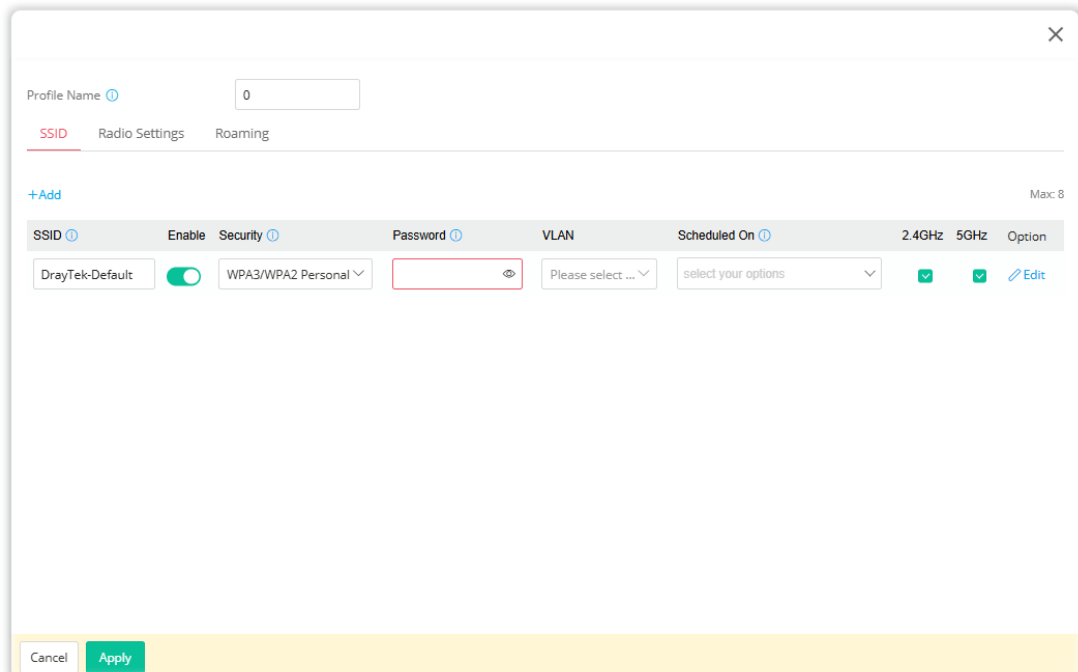 Profile Name
0
SSID Radio Settings Roaming
+Add Max: 8
SSID Enable Security Password VLAN Scheduled On 2.4GHz 5GHz Option
DrayTek-Default WPA3/WPA2 Personal Please select ... select your options Edit
Cancel Apply